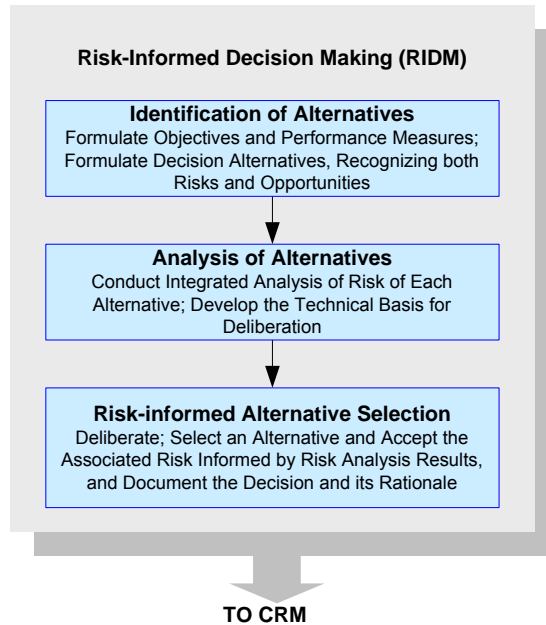 Risk-Informed Decision Making (RIDM)
Identification of Alternatives
Formulate Objectives and Performance Measures;
Formulate Decision Alternatives, Recognizing both
Risks and Opportunities
Analysis of Alternatives
Conduct Integrated Analysis of Risk of Each
Alternative; Develop the Technical Basis for
Deliberation
Risk-informed Alternative Selection
Deliberate; Select an Alternative and Accept the
Associated Risk Informed by Risk Analysis Results,
and Document the Decision and its Rationale
TO CRM